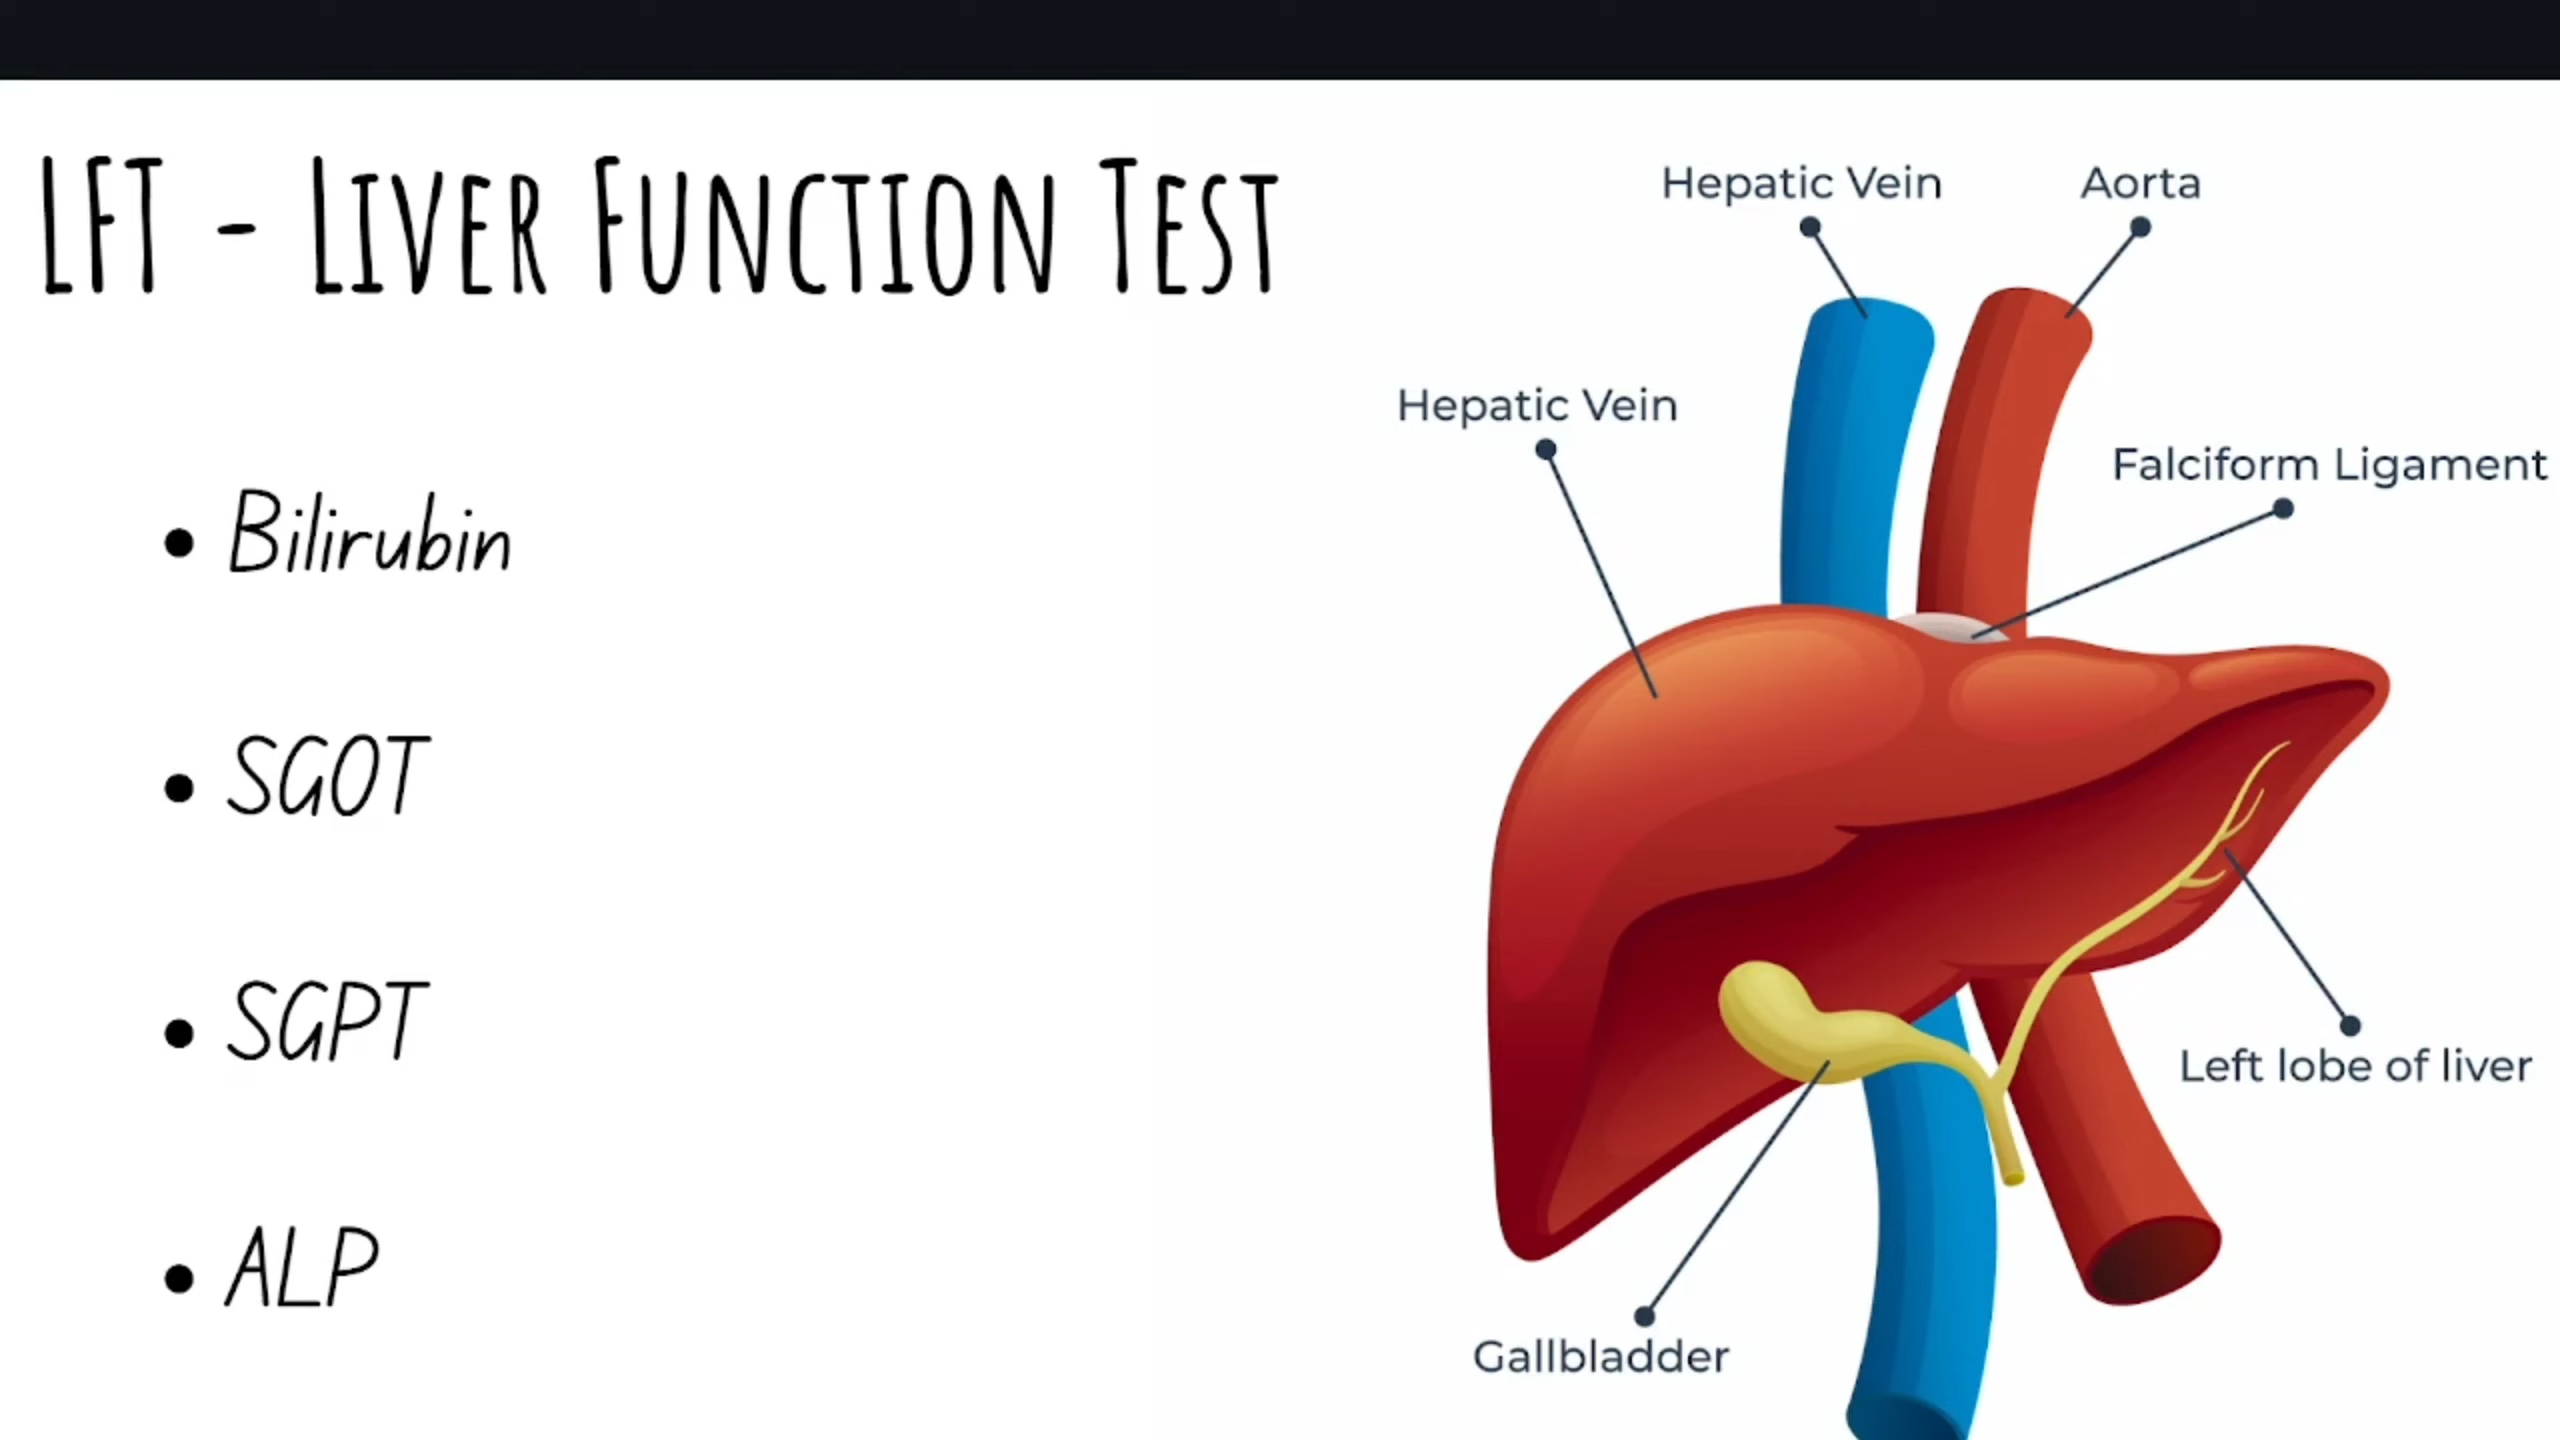 LFT - Liver Function Test
Bilirubin
SGOT
SGPT
ALP
Hepatic Vein
Aorta
Hepatic Vein
Falciform Ligament
Left lobe of liver
Gallbladder